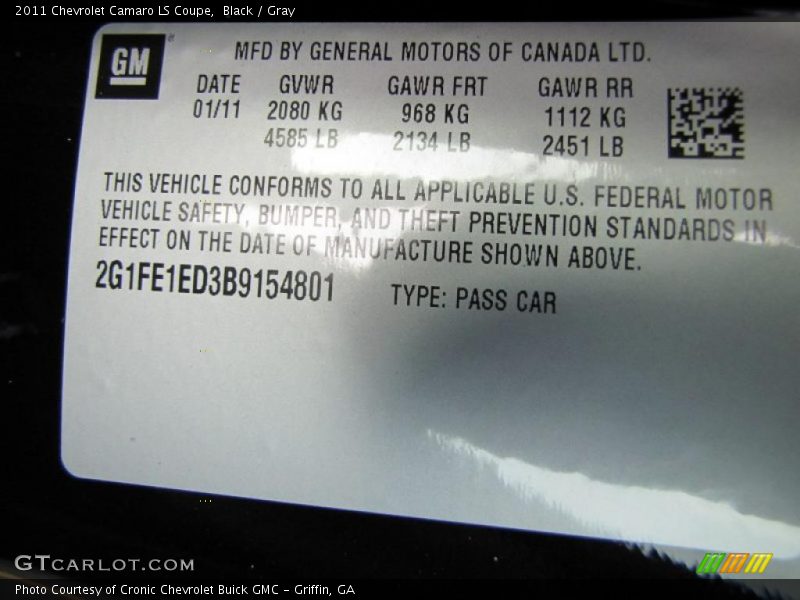 2011 Chevrolet Camaro LS Coupe, Black / Gray
GM
MFD BY GENERAL MOTORS OF CANADA LTD.
DATE GVWR GAWR FRT GAWR RR
01/11 2080 KG 968 KG 1112 KG
4585 LB 2134 LB 2451 LB
THIS VEHICLE CONFORMS TO ALL APPLICABLE U.S. FEDERAL MOTOR
VEHICLE SAFETY, BUMPER, AND THEFT PREVENTION STANDARDS IN
EFFECT ON THE DATE OF MANUFACTURE SHOWN ABOVE.
2G1FE1ED3B9154801 TYPE: PASS CAR
GTCARLOT.COM
Photo Courtesy of Cronic Chevrolet Buick GMC - Griffin, GA